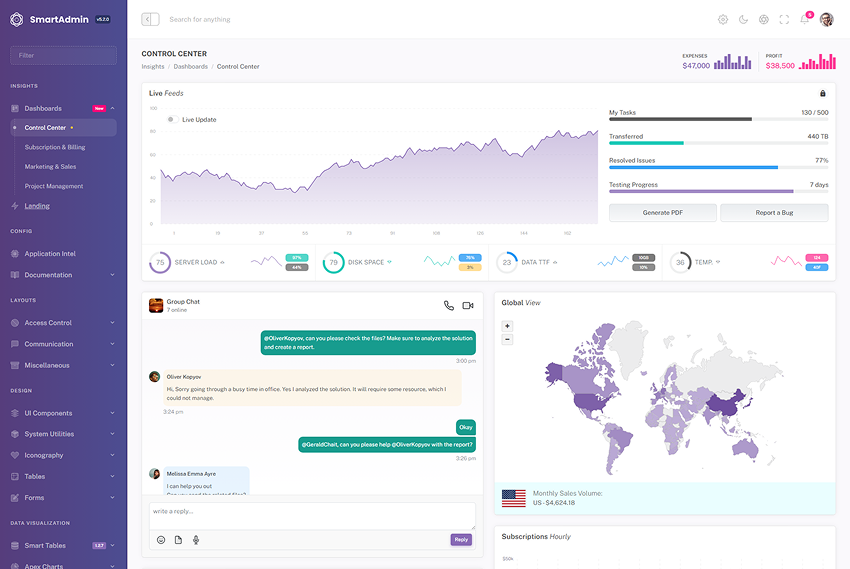 SmartAdmin v5.2.0
Search for anything
5
Filter
INSIGHTS
Dashboards New
Control Center
Subscription & Billing
Marketing & Sales
Project Management
Landing
CONFIG
Application Intel
Documentation
LAYOUTS
Access Control
Communication
Miscellaneous
DESIGN
UI Components
System Utilities
Iconography
Tables
Forms
DATA VISUALIZATION
Smart Tables
Apex Charts
CONTROL CENTER
Insights / Dashboards / Control Center
EXPENSES
$47,000
PROFIT
$38,500
Live Feeds
Live Update
100
80
60
40
20
0
1 19 37 55 73 91 108 126 144 162
My Tasks 130 / 500
Transferred 440 TB
Resolved Issues 77%
Testing Progress 7 days
Generate PDF Report a Bug
75 SERVER LOAD 97% 44%
79 DISK SPACE 76% 3%
23 DATA TTF 10GB 10%
36 TEMP. 124 40F
Group Chat
7 online
@OliverKopyov, can you please check the files? Make sure to analyze the solution
and create a report.
3:00 pm
Oliver Kopyov
Hi, Sorry going through a busy time in office. Yes I analyzed the solution. It will require some resource, which I
could not manage.
3:24 pm
Okay
@GeraldChait, can you please help @OliverKopyov with the report?
3:26 pm
Melissa Emma Ayre
I can help you out
Can you send the related files?
write a reply...
Reply
Global View
+
−
Monthly Sales Volume:
US - $4,624.18
Subscriptions Hourly
$50k